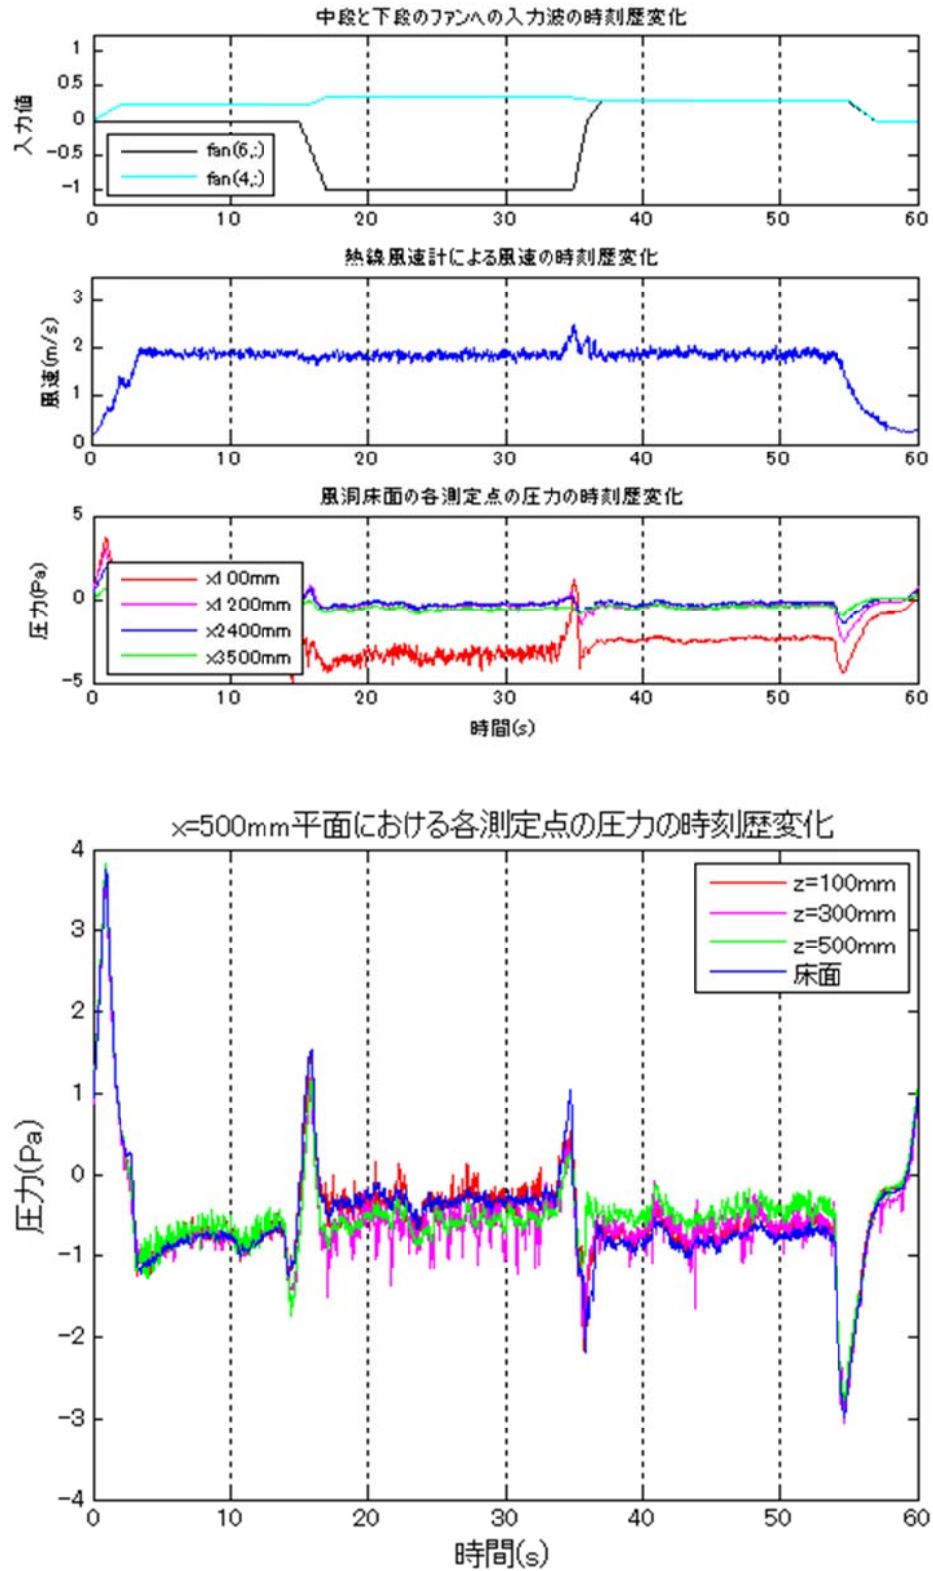 中段と下段のファンへの入力波の時刻歴変化
入力値
1
0.5
0
-0.5
-1
fan(6,:)
fan(4,:)
0 10 20 30 40 50 60
熱線風速計による風速の時刻歴変化
風速(m/s)
3
2
1
0
0 10 20 30 40 50 60
風洞床面の各測定点の圧力の時刻歴変化
圧力(Pa)
5
0
-5
x100mm
x1200mm
x2400mm
x3500mm
0 10 20 30 40 50 60
時間(s)
x=500mm平面における各測定点の圧力の時刻歴変化
圧力(Pa)
4
3
2
1
0
-1
-2
-3
-4
z=100mm
z=300mm
z=500mm
床面
0 10 20 30 40 50 60
時間(s)